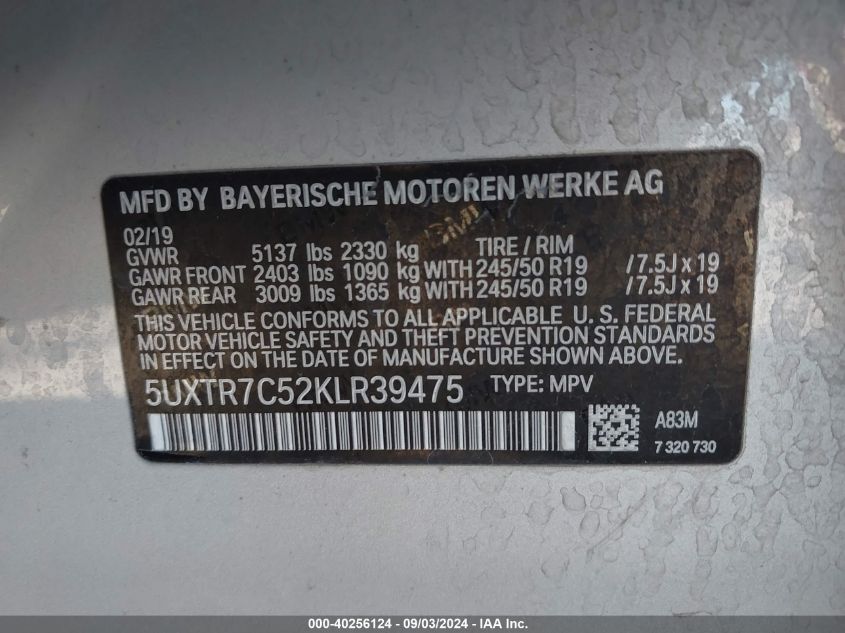 MFD BY BAYERISCHE MOTOREN WERKE AG
02/19
GVWR 5137 lbs 2330 kg TIRE / RIM
GAWR FRONT 2403 lbs 1090 kg WITH 245/50 R19 /7.5J x 19
GAWR REAR 3009 lbs 1365 kg WITH 245/50 R19 /7.5J x 19
THIS VEHICLE CONFORMS TO ALL APPLICABLE U. S. FEDERAL
MOTOR VEHICLE SAFETY AND THEFT PREVENTION STANDARDS
IN EFFECT ON THE DATE OF MANUFACTURE SHOWN ABOVE.
5UXTR7C52KLR39475 TYPE: MPV
A83M
7 320 730
000-40256124 - 09/03/2024 - IAA Inc.